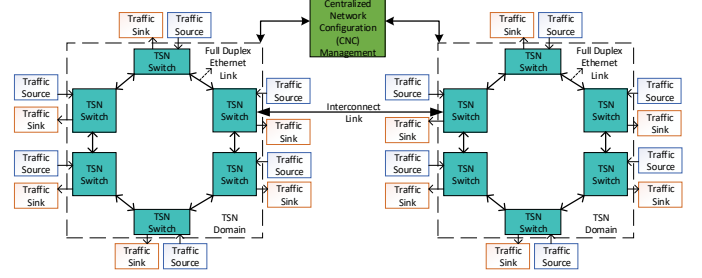 Centralized
Network
Configuration
(CNC)
Management
Traffic
Sink
Traffic
Source
TSN
Switch
Full Duplex
Ethernet
Link
Traffic
Source
Traffic
Sink
TSN
Switch
TSN
Switch
Traffic
Source
Traffic
Sink
Traffic
Source
Traffic
Sink
TSN
Switch
TSN
Switch
Traffic
Source
Traffic
Sink
TSN
Switch
TSN
Domain
Traffic
Sink
Traffic
Source
Interconnect
Link
Traffic
Sink
Traffic
Source
TSN
Switch
Full Duplex
Ethernet
Link
Traffic
Source
Traffic
Sink
TSN
Switch
TSN
Switch
Traffic
Source
Traffic
Sink
Traffic
Source
Traffic
Sink
TSN
Switch
TSN
Switch
Traffic
Source
Traffic
Sink
TSN
Switch
TSN
Domain
Traffic
Sink
Traffic
Source